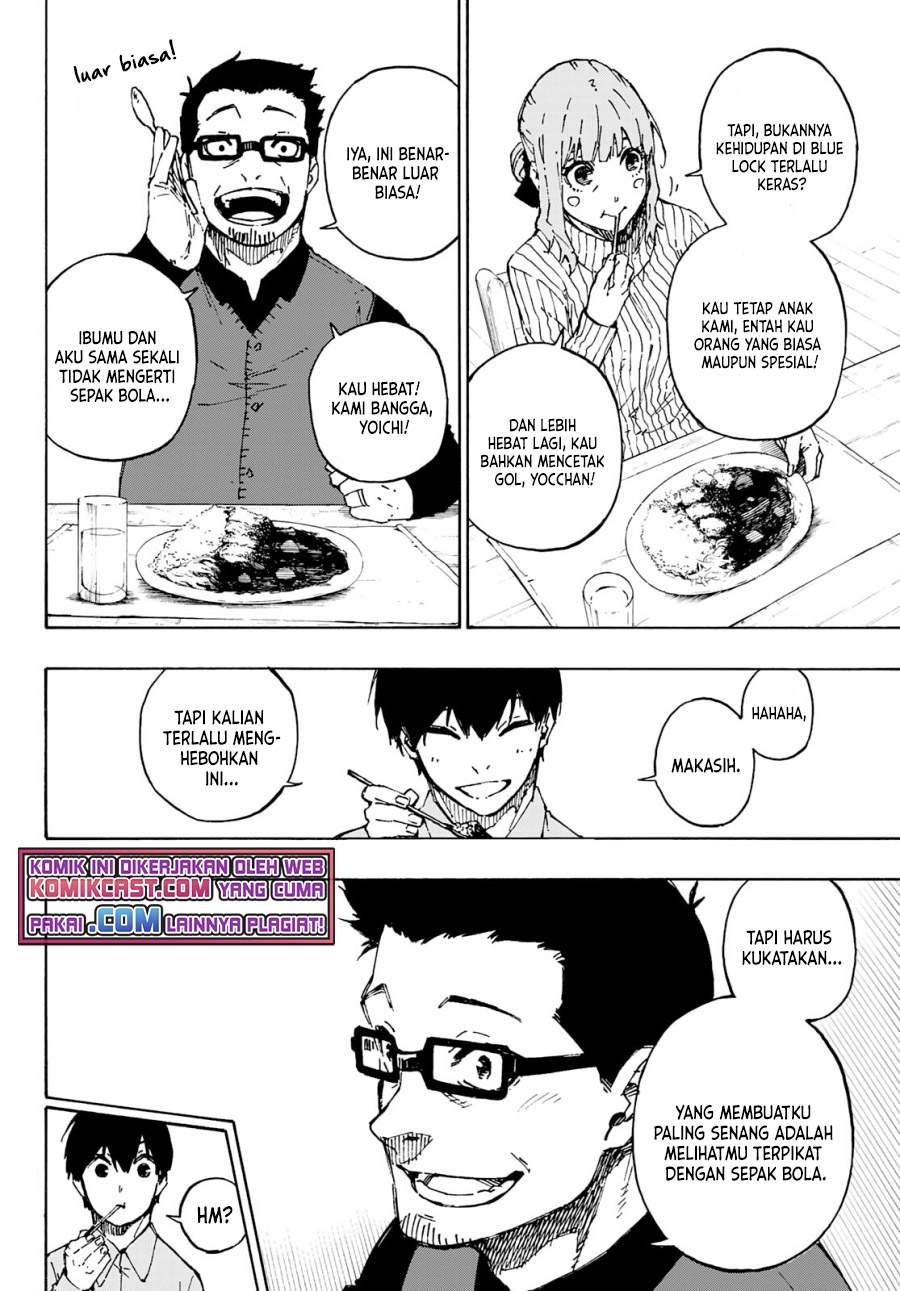 TAPI, BUKANNYA
KEHIDUPAN DI BLUE
LOCK TERLALU
KERAS?
KAU TETAP ANAK
KAMI, ENTAH KAU
ORANG YANG BIASA
MAUPUN SPESIAL!
DAN LEBIH
HEBAT LAGI, KAU
BAHKAN MENCETAK
GOL, YOCCHAN!
luar biasa!
IYA, INI BENAR-
BENAR LUAR
BIASA!
KAU HEBAT!
KAMI BANGGA,
YOICHI!
IBUMU DAN
AKU SAMA SEKALI
TIDAK MENGERTI
SEPAK BOLA...
HAHAHA,
MAKASIH.
TAPI KALIAN
TERLALU MENG-
HEBOHKAN
INI...
KOMIK INI DIKERJAKAN OLEH WEB
KOMIKCAST.COM YANG CUMA
PAKAI .COM LAINNYA PLAGIAT!
TAPI HARUS
KUKATAKAN...
YANG MEMBUATKU
PALING SENANG ADALAH
MELIHATMU TERPIKAT
DENGAN SEPAK BOLA.
HM?